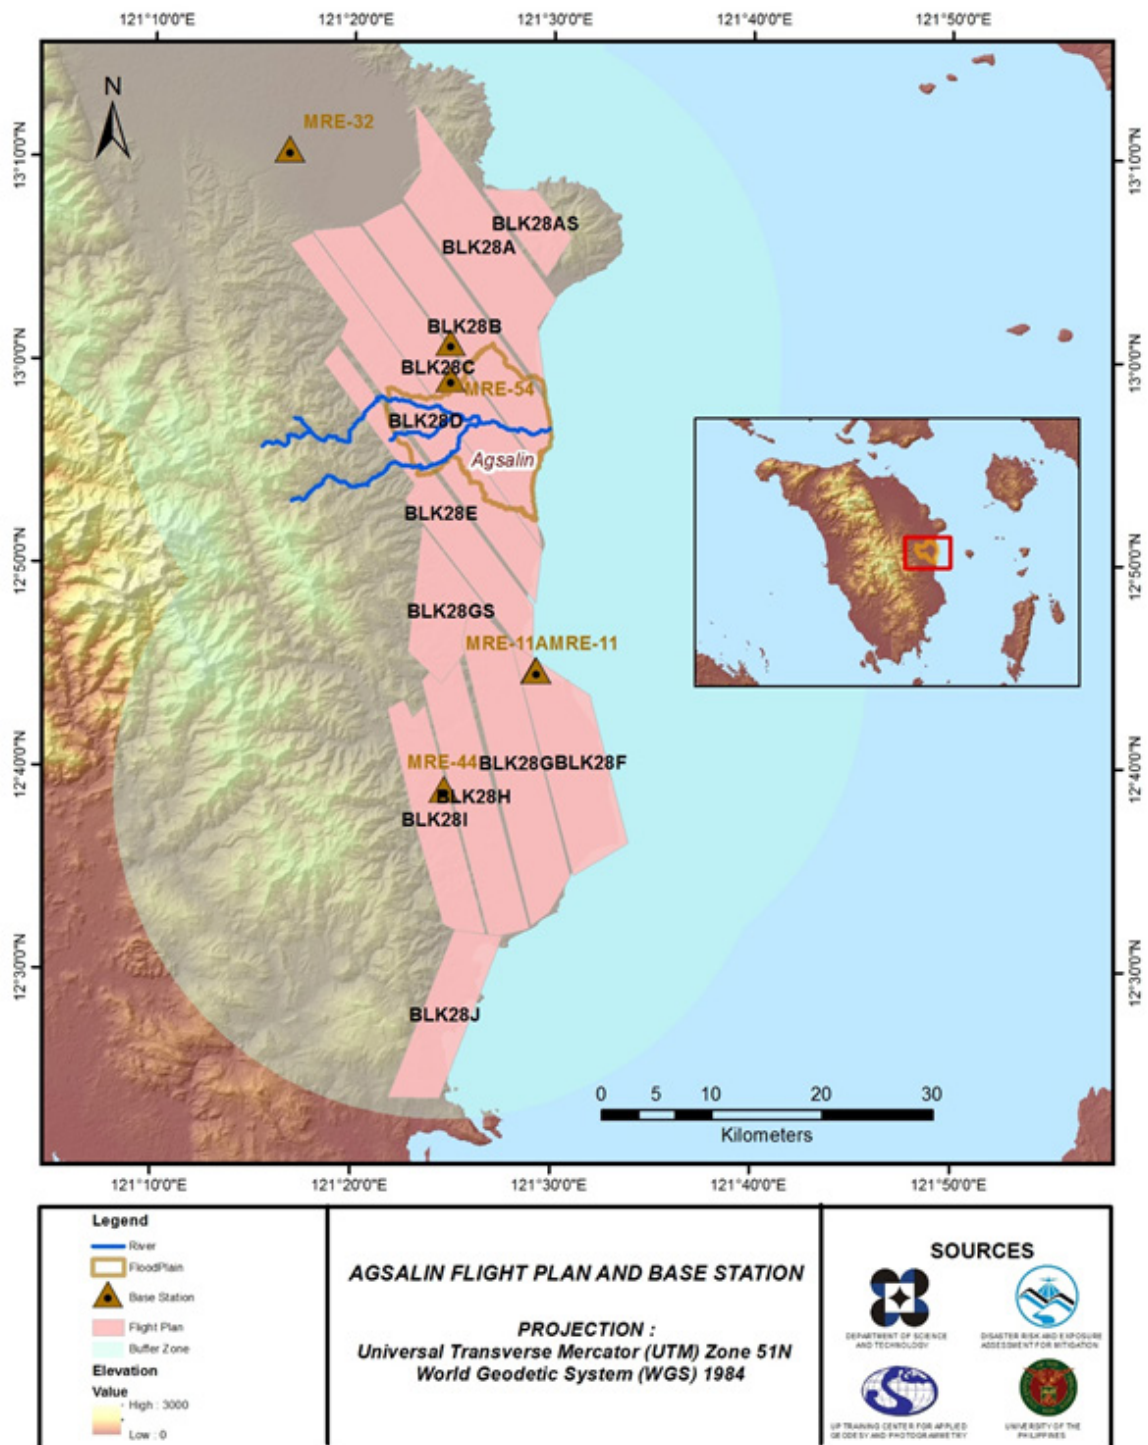 121°10'0"E
121°20'0"E
121°30'0"E
121°40'0"E
121°50'0"E
N
MRE-32
13°10'0"N
13°10'0"N
BLK28AS
BLK28A
BLK28B
13°0'0"N
13°0'0"N
BLK28C
MRE-54
BLK28D
Agsalin
BLK28E
12°50'0"N
12°50'0"N
BLK28GS
MRE-11AMRE-11
12°40'0"N
12°40'0"N
MRE-44
BLK28G
BLK28F
BLK28H
BLK28I
12°30'0"N
12°30'0"N
BLK28J
0 5 10 20 30
Kilometers
121°10'0"E
121°20'0"E
121°30'0"E
121°40'0"E
121°50'0"E
Legend
River
FloodPlain
Base Station
Flight Plan
Buffer Zone
Elevation
Value
High : 3000
Low : 0
AGSALIN FLIGHT PLAN AND BASE STATION
PROJECTION :
Universal Transverse Mercator (UTM) Zone 51N
World Geodetic System (WGS) 1984
SOURCES
DEPARTMENT OF SCIENCE
AND TECHNOLOGY
DISASTER RISK AND EXPOSURE
ASSESSMENT FOR MITIGATION
UP TRAINING CENTER FOR APPLIED
GEODESY AND PHOTOGRAMMETRY
UNIVERSITY OF THE
PHILIPPINES